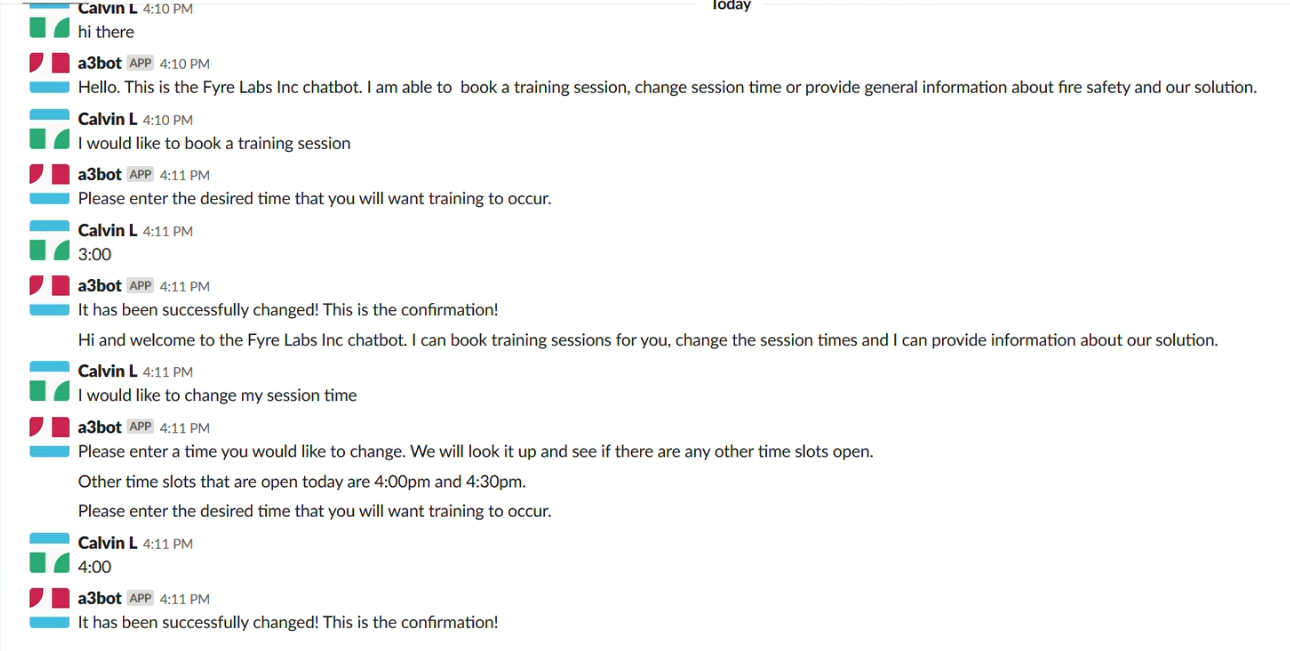 Today
Calvin L 4:10 PM
hi there
a3bot APP 4:10 PM
Hello. This is the Fyre Labs Inc chatbot. I am able to  book a training session, change session time or provide general information about fire safety and our solution.
Calvin L 4:10 PM
I would like to book a training session
a3bot APP 4:11 PM
Please enter the desired time that you will want training to occur.
Calvin L 4:11 PM
3:00
a3bot APP 4:11 PM
It has been successfully changed! This is the confirmation!
Hi and welcome to the Fyre Labs Inc chatbot. I can book training sessions for you, change the session times and I can provide information about our solution.
Calvin L 4:11 PM
I would like to change my session time
a3bot APP 4:11 PM
Please enter a time you would like to change. We will look it up and see if there are any other time slots open.
Other time slots that are open today are 4:00pm and 4:30pm.
Please enter the desired time that you will want training to occur.
Calvin L 4:11 PM
4:00
a3bot APP 4:11 PM
It has been successfully changed! This is the confirmation!